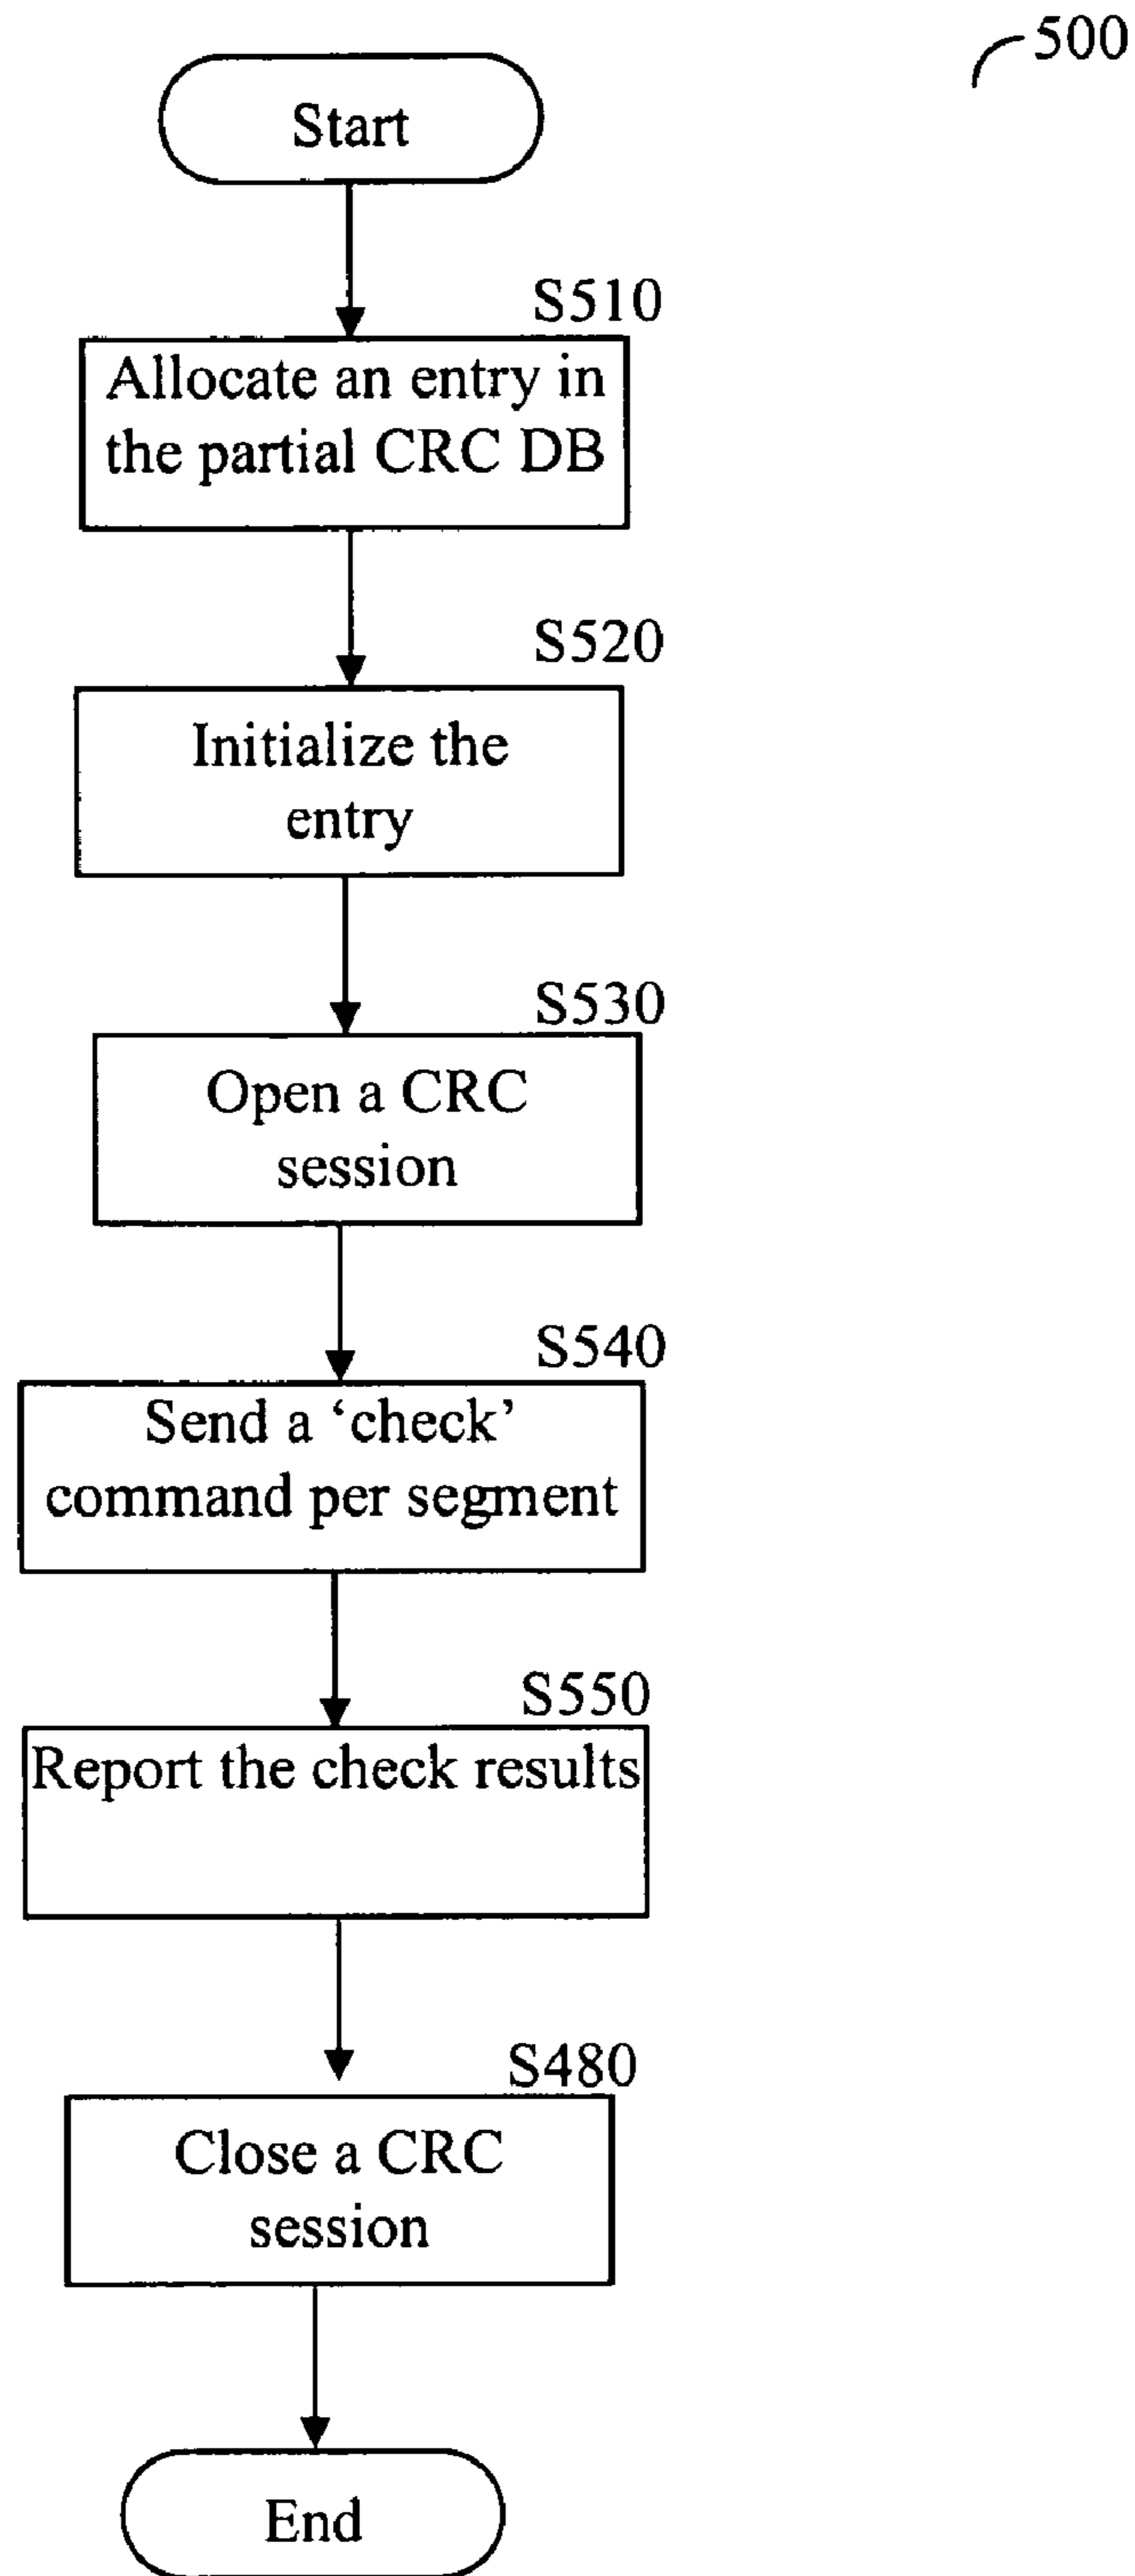 500
Start
S510
Allocate an entry in
the partial CRC DB
S520
Initialize the
entry
S530
Open a CRC
session
S540
Send a ‘check’
command per segment
S550
Report the check results
S480
Close a CRC
session
End